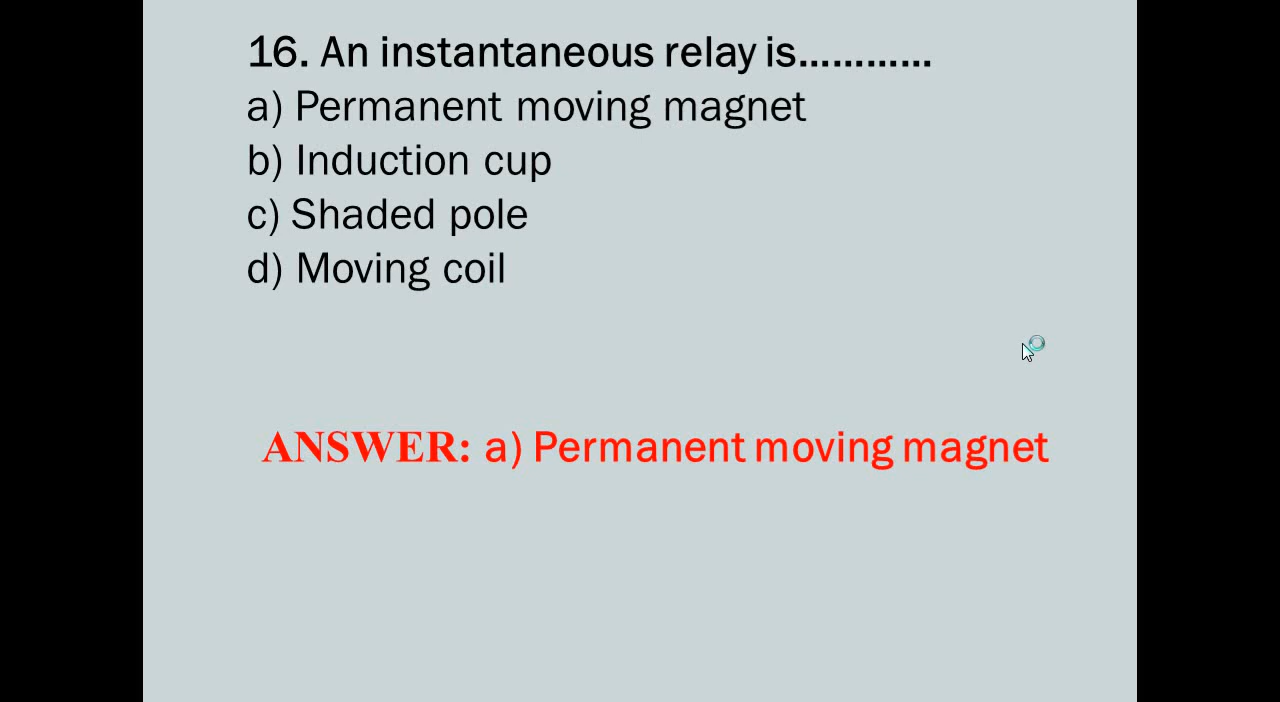 16. An instantaneous relay is............
a) Permanent moving magnet
b) Induction cup
c) Shaded pole
d) Moving coil
ANSWER: a) Permanent moving magnet